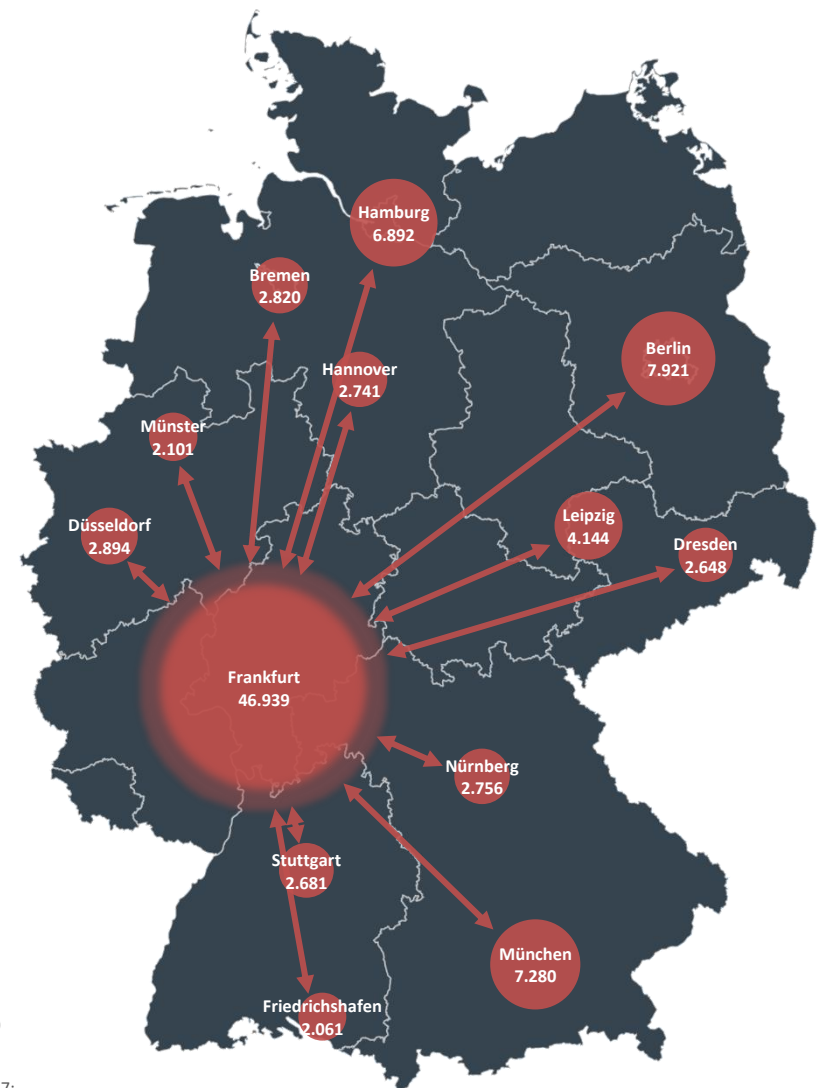 Hamburg
6.892
Bremen
2.820
Berlin
7.921
Hannover
2.741
Münster
2.101
Düsseldorf
2.894
Leipzig
4.144
Dresden
2.648
Frankfurt
46.939
Nürnberg
2.756
Stuttgart
2.681
München
7.280
Friedrichshafen
2.061